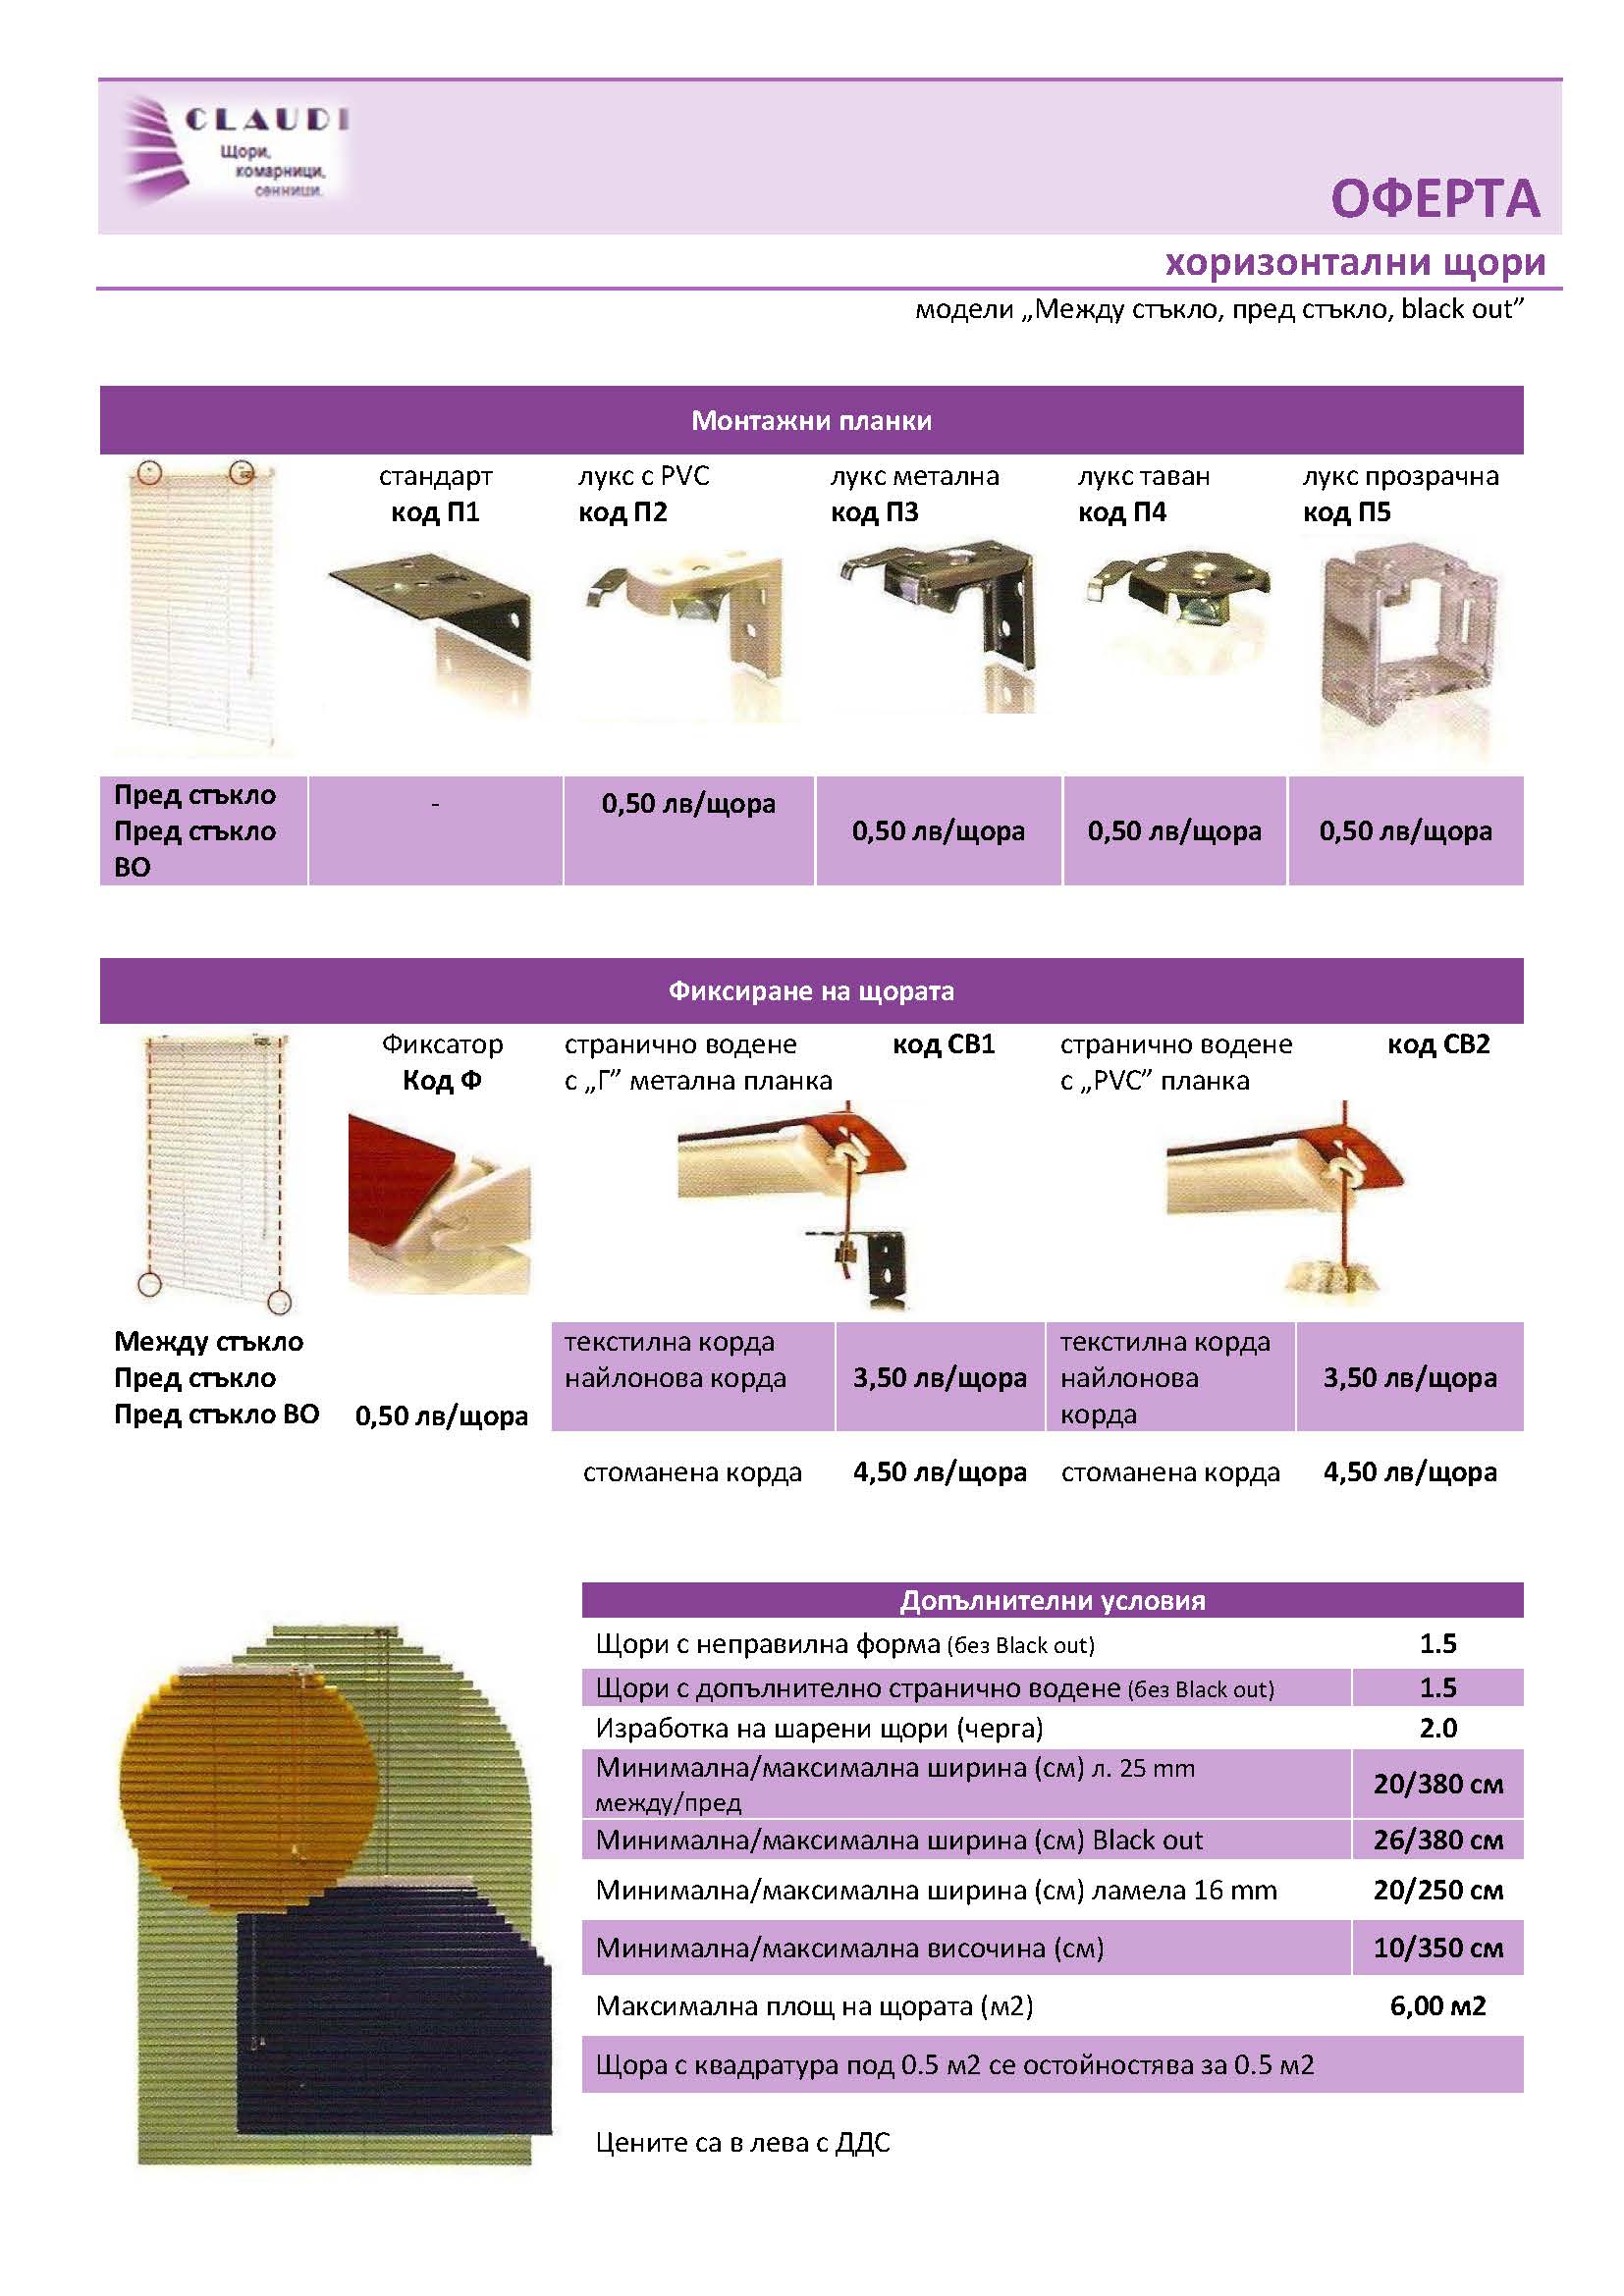 CLAUDI
Щори,
комарници,
сенници.
ОФЕРТА
хоризонтални щори
модели „Между стъкло, пред стъкло, black out”
Монтажни планки
стандарт
код П1
лукс с PVC
код П2
лукс метална
код П3
лукс таван
код П4
лукс прозрачна
код П5
Пред стъкло
Пред стъкло
ВО
-
0,50 лв/щора
0,50 лв/щора
0,50 лв/щора
0,50 лв/щора
Фиксиране на щората
Фиксатор
Код Ф
странично водене
с „Г” метална планка
код СВ1
странично водене
с „PVC” планка
код СВ2
Между стъкло
Пред стъкло
Пред стъкло ВО
0,50 лв/щора
текстилна корда
найлонова корда
3,50 лв/щора
текстилна корда
найлонова
корда
3,50 лв/щора
стоманена корда
4,50 лв/щора
стоманена корда
4,50 лв/щора
Допълнителни условия
Щори с неправилна форма (без Black out) 1.5
Щори с допълнително странично водене (без Black out) 1.5
Изработка на шарени щори (черга) 2.0
Минимална/максимална ширина (см) л. 25 mm
между/пред
20/380 см
Минимална/максимална ширина (см) Black out 26/380 см
Минимална/максимална ширина (см) ламела 16 mm 20/250 см
Минимална/максимална височина (см) 10/350 см
Максимална площ на щората (м2) 6,00 м2
Щора с квадратура под 0.5 м2 се остойностява за 0.5 м2
Цените са в лева с ДДС